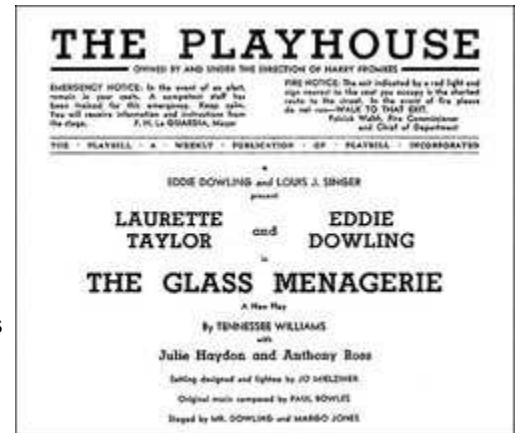 THE PLAYHOUSE
OWNED BY AND UNDER THE DIRECTION OF HARRY FROMKES
EMERGENCY NOTICE: In the event of an alert,
remain in your seats. A competent staff has
been trained for this emergency. Keep calm.
You will receive information and instructions from
the stage. F. H. La GUARDIA, Mayor
FIRE NOTICE: The exit indicated by a red light and
sign nearest to the seat you occupy is the shortest
route to the street. In the event of fire please
do not run—WALK TO THAT EXIT.
Patrick Walsh, Fire Commissioner
and Chief of Department
THE · PLAYBILL · A · WEEKLY · PUBLICATION · OF · PLAYBILL · INCORPORATED
EDDIE DOWLING and LOUIS J. SINGER
present
LAURETTE TAYLOR and EDDIE DOWLING
in
THE GLASS MENAGERIE
A New Play
By TENNESSEE WILLIAMS
with
Julie Haydon and Anthony Ross
Setting designed and lighted by JO MIELZINER
Original music composed by PAUL BOWLES
Staged by MR. DOWLING and MARGO JONES
s